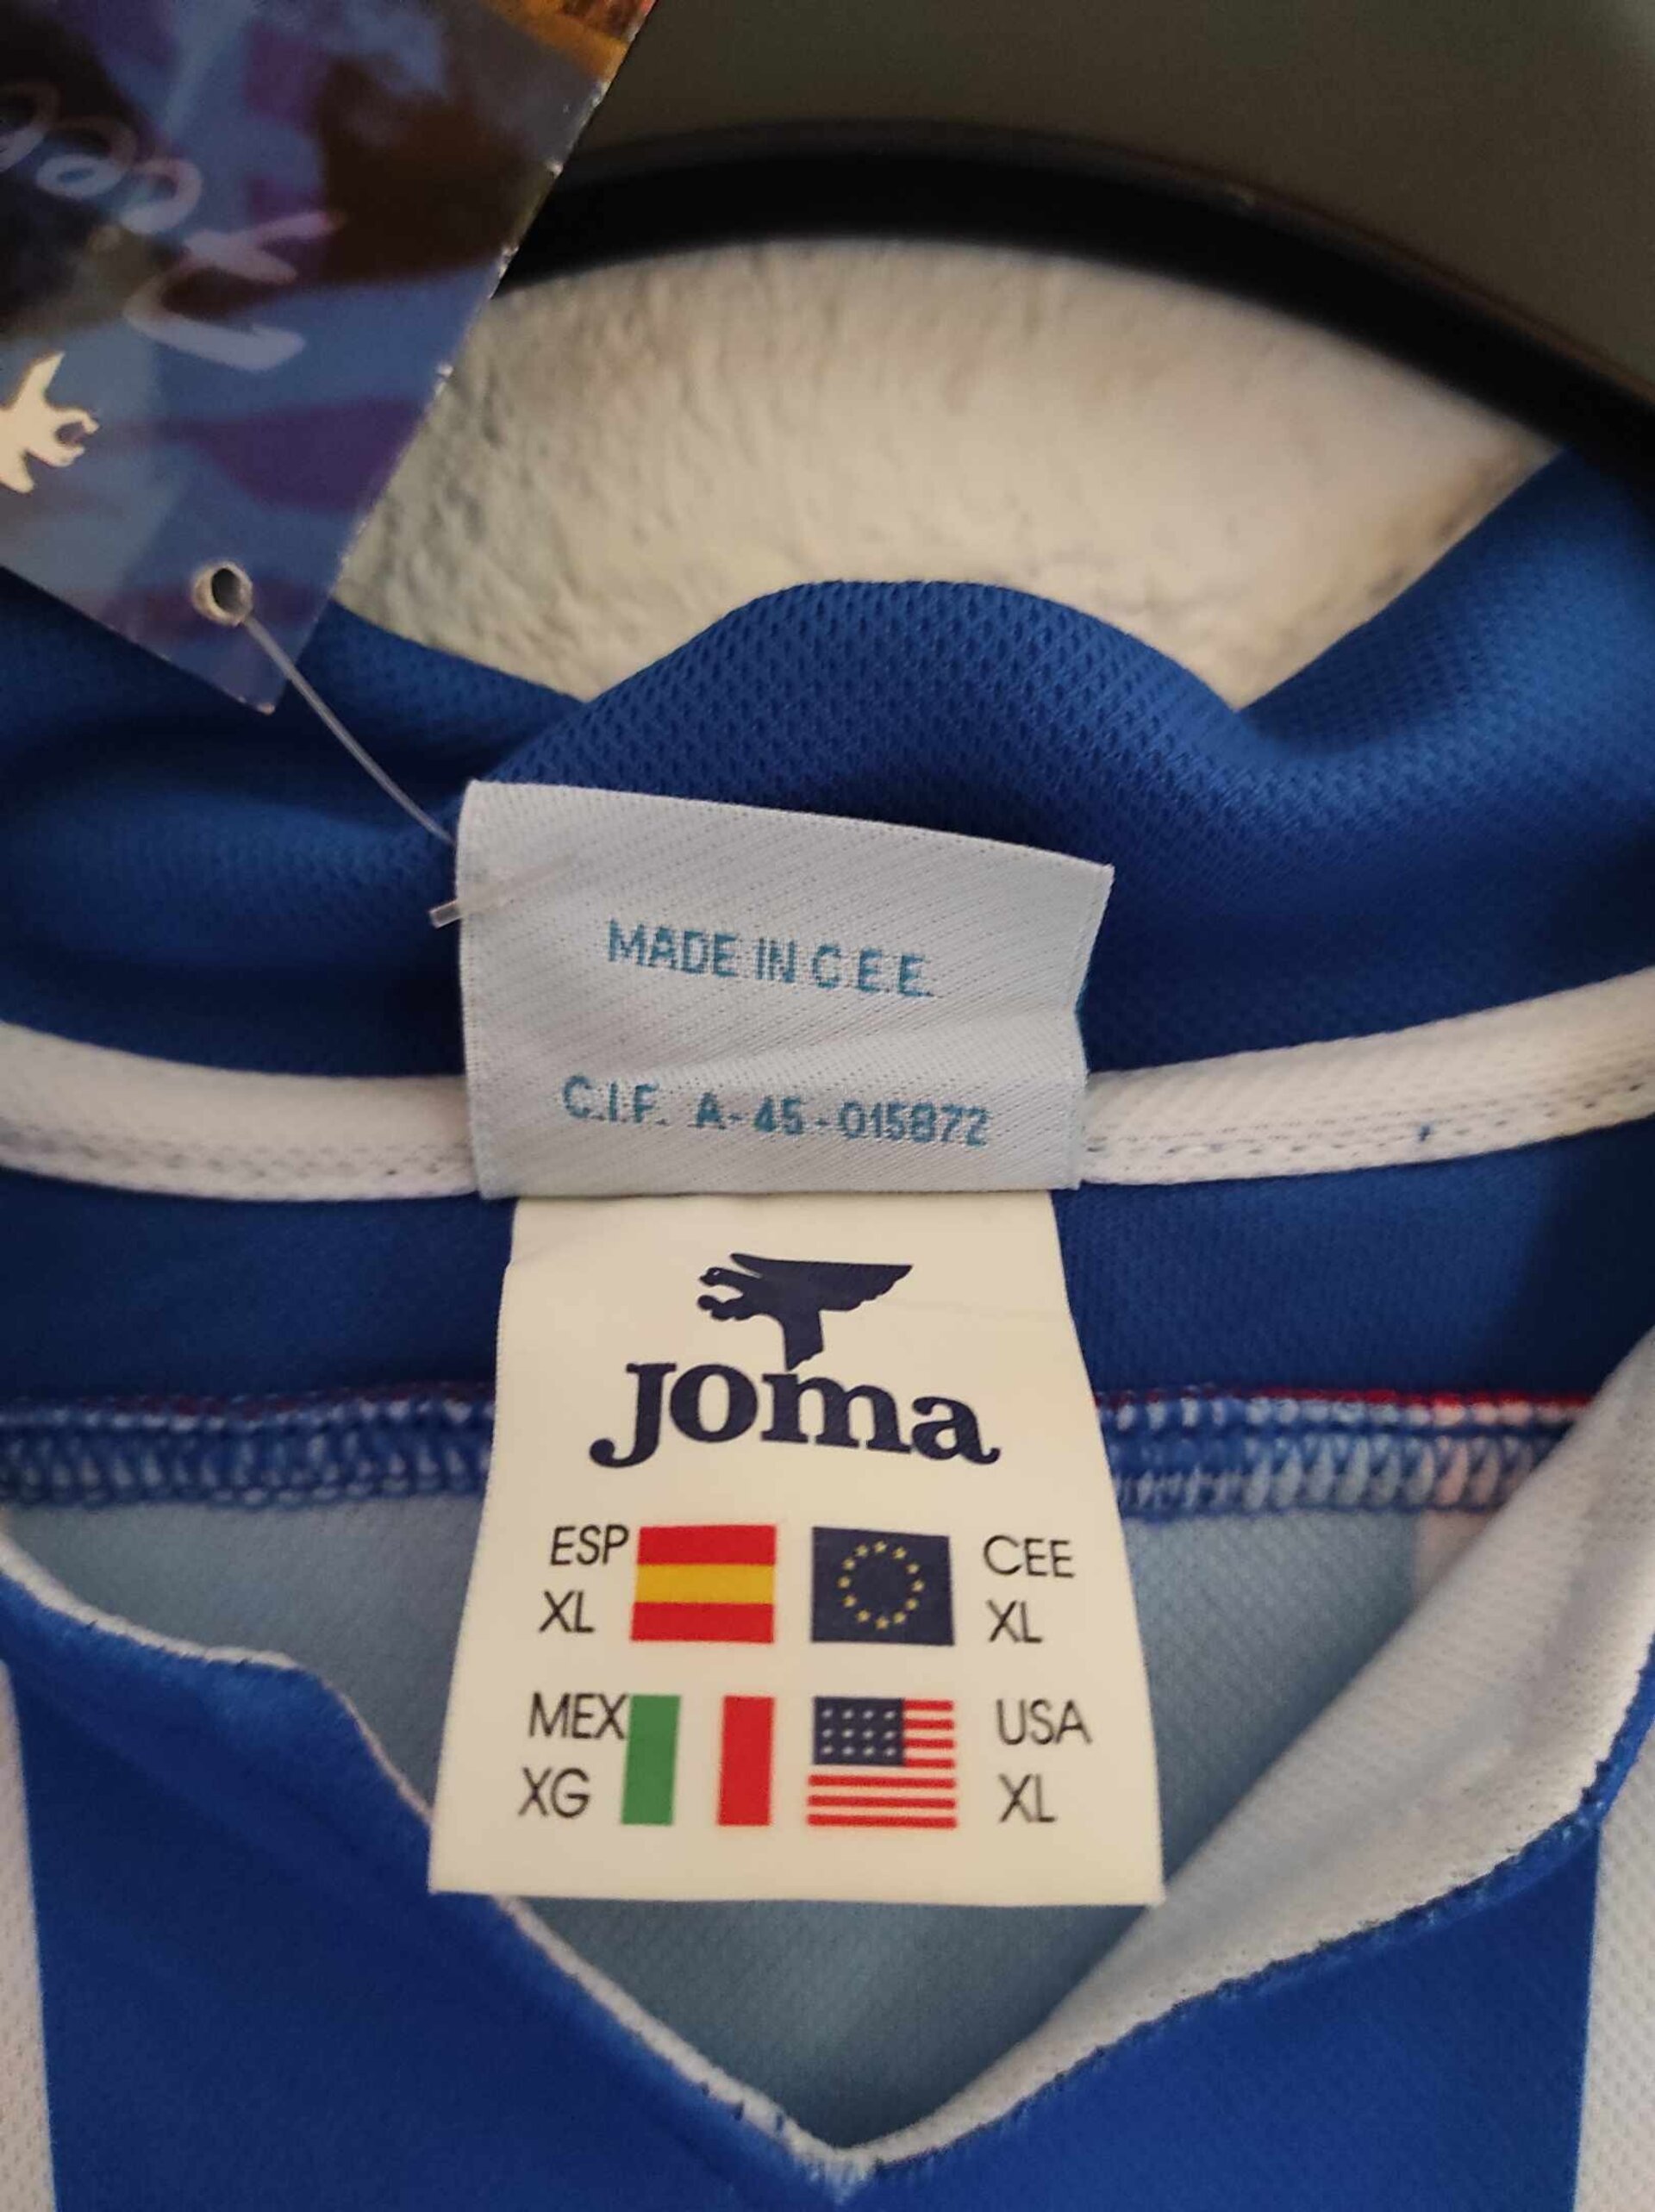 MADE IN C.E.E.
C.I.F. A-45-015872
Joma
ESP CEE
XL XL
MEX USA
XG XL